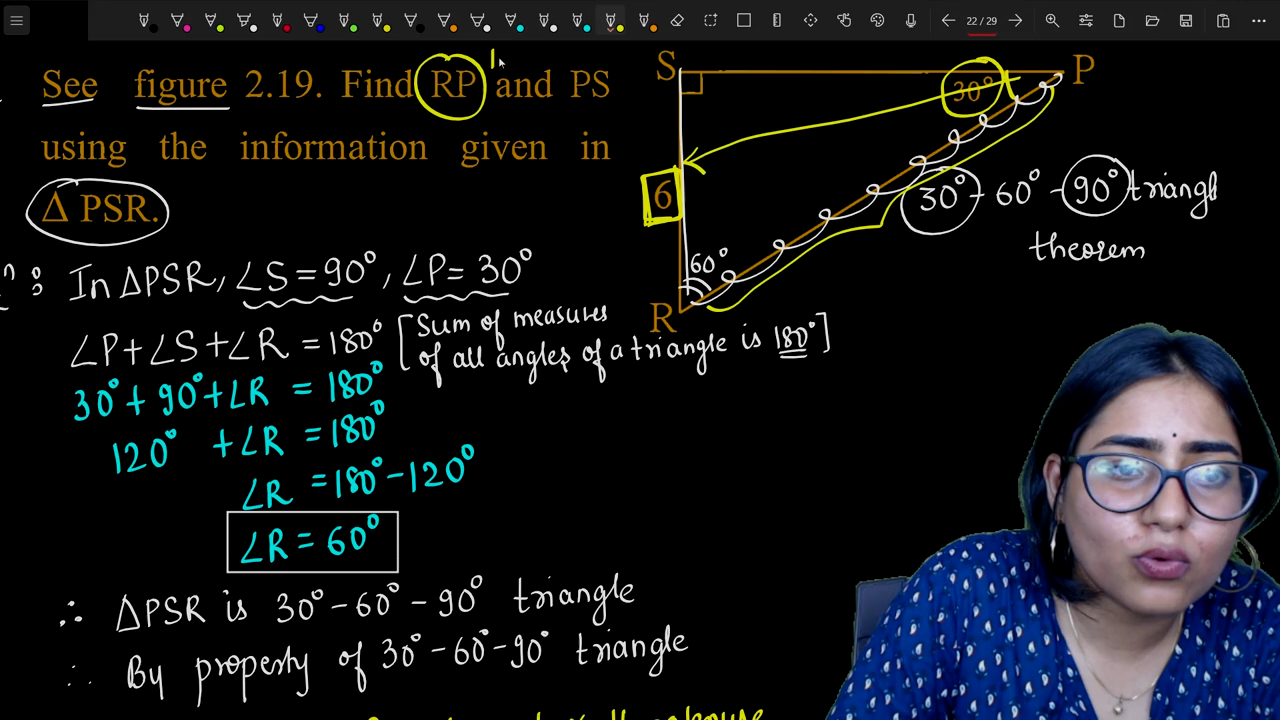 22 / 29
See figure 2.19. Find RP and PS
using the information given in
Δ PSR.
S
30°
P
6
60°
R
30° - 60° - 90° triangl
theorem
In ΔPSR, ∠S = 90°, ∠P = 30°
∠P + ∠S + ∠R = 180° [Sum of measures
of all angles of a triangle is 180°]
30° + 90° + ∠R = 180°
120° + ∠R = 180°
∠R = 180° - 120°
∠R = 60°
∴ ΔPSR is 30° - 60° - 90° triangle
∴ By property of 30° - 60° - 90° triangle